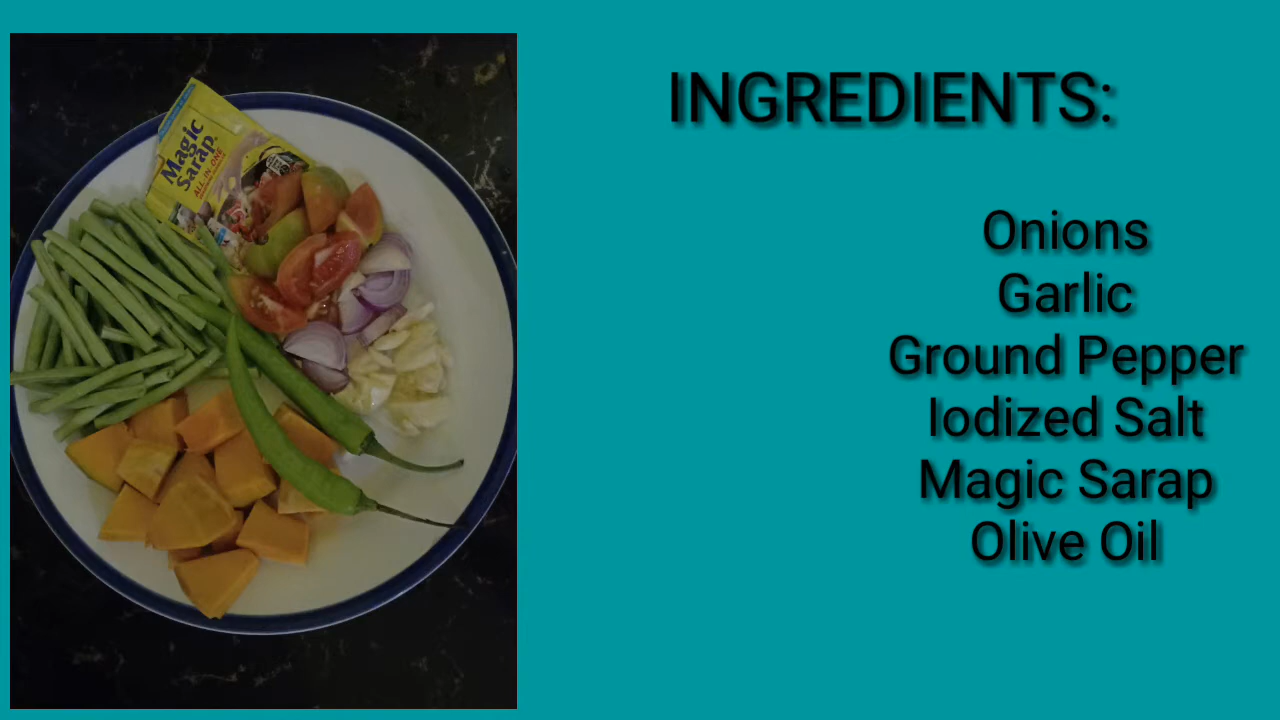 Magic
Sarap
ALL IN ONE
INGREDIENTS:
Onions
Garlic
Ground Pepper
Iodized Salt
Magic Sarap
Olive Oil